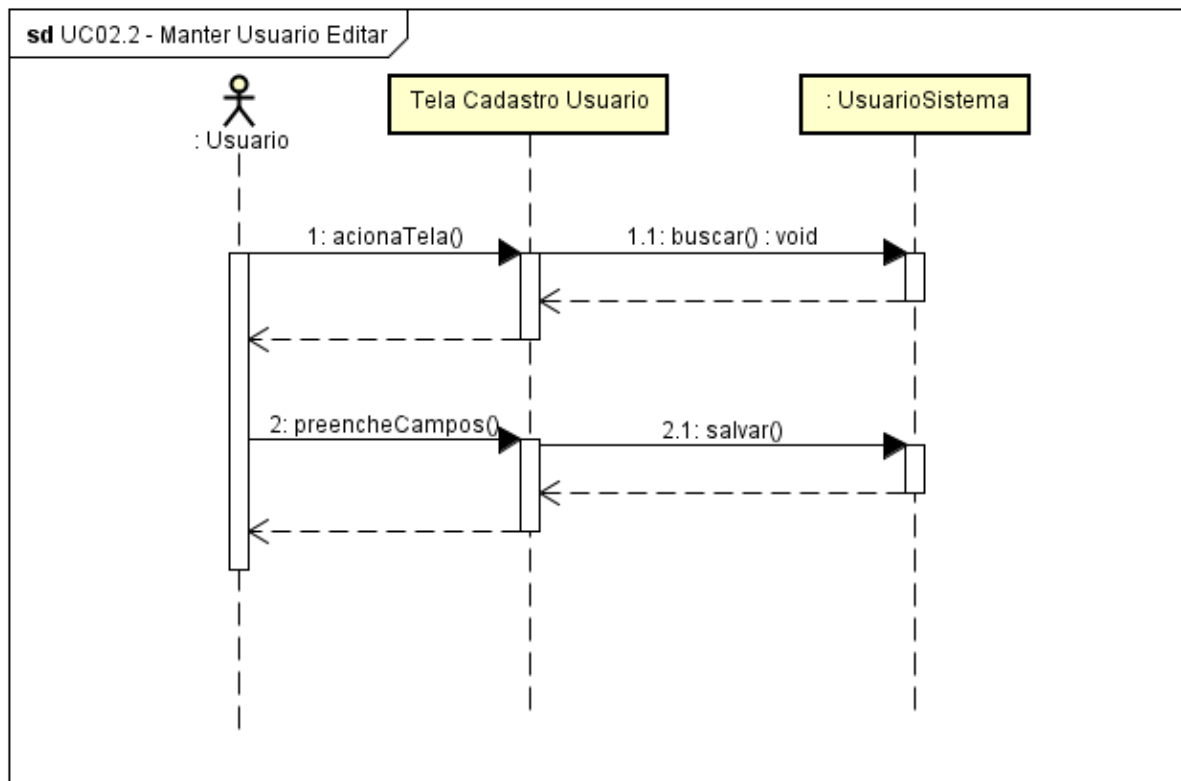 sd UC02.2 - Manter Usuario Editar
: Usuario
Tela Cadastro Usuario
: UsuarioSistema
1: acionaTela()
1.1: buscar() : void
2: preencheCampos()
2.1: salvar()